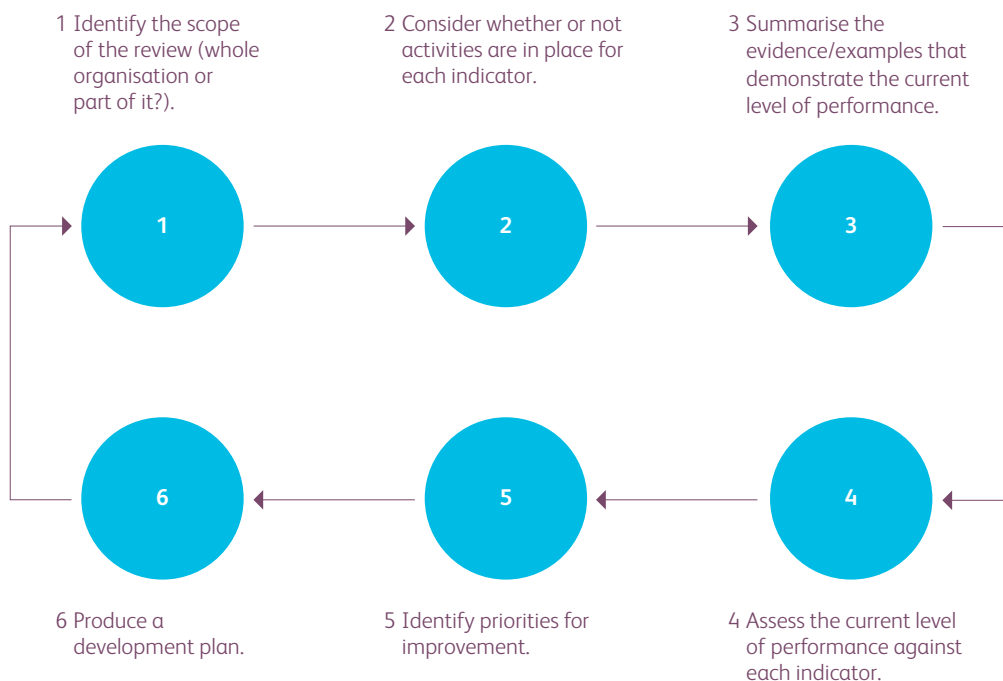 1 Identify the scope
of the review (whole
organisation or
part of it?).
2 Consider whether or not
activities are in place for
each indicator.
3 Summarise the
evidence/examples that
demonstrate the current
level of performance.
1
2
3
6
5
4
6 Produce a
development plan.
5 Identify priorities for
improvement.
4 Assess the current level
of performance against
each indicator.